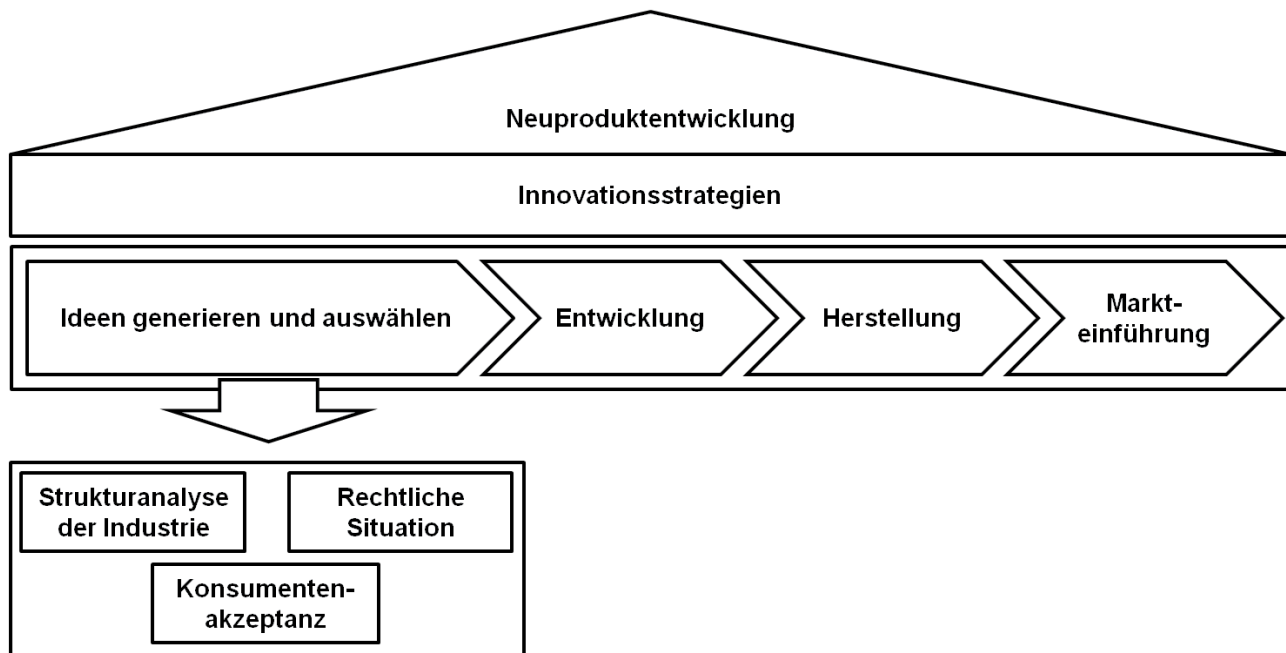 Neuproduktentwicklung
Innovationsstrategien
Ideen generieren und auswählen
Entwicklung
Herstellung
Markt-
einführung
Strukturanalyse
der Industrie
Rechtliche
Situation
Konsumenten-
akzeptanz